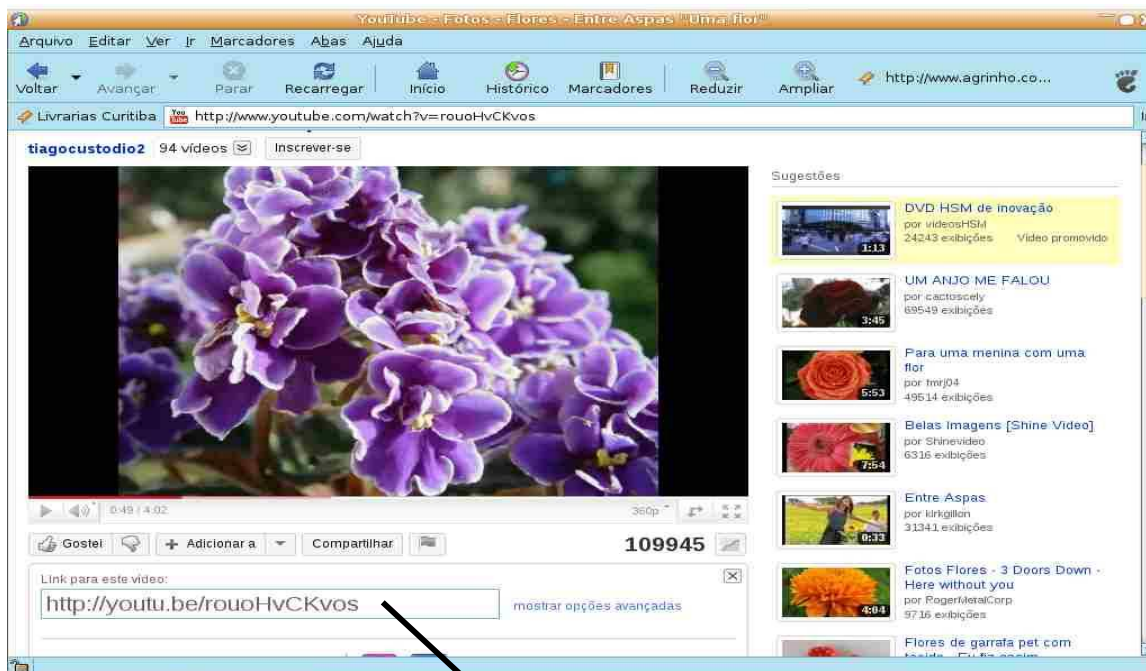 YouTube - Fotos - Flores - Entre Aspas "Uma flor"
Arquivo Editar Ver Ir Marcadores Abas Ajuda
Voltar Avançar Parar Recarregar Início Histórico Marcadores Reduzir Ampliar http://www.agrinho.co...
Livrarias Curitiba You Tube http://www.youtube.com/watch?v=rouoHvCKvos
tiagocustodio2 94 vídeos Inscrever-se
Sugestões
DVD HSM de inovação
por videosHSM
24243 exibições Vídeo promovido
1:13
UM ANJO ME FALOU
por cactoscely
69549 exibições
3:45
Para uma menina com uma
flor
por tmrj04
49514 exibições
5:53
Belas Imagens [Shine Video]
por Shinevideo
6316 exibições
7:54
Entre Aspas
por kirkgillon
31341 exibições
0:33
Fotos Flores - 3 Doors Down -
Here without you
por RogerMetalCorp
9716 exibições
4:04
Flores de garrafa pet com
0:49 / 4:02 360p
Gostei Adicionar a Compartilhar 109945
Link para este vídeo:
http://youtu.be/rouoHvCKvos mostrar opções avançadas